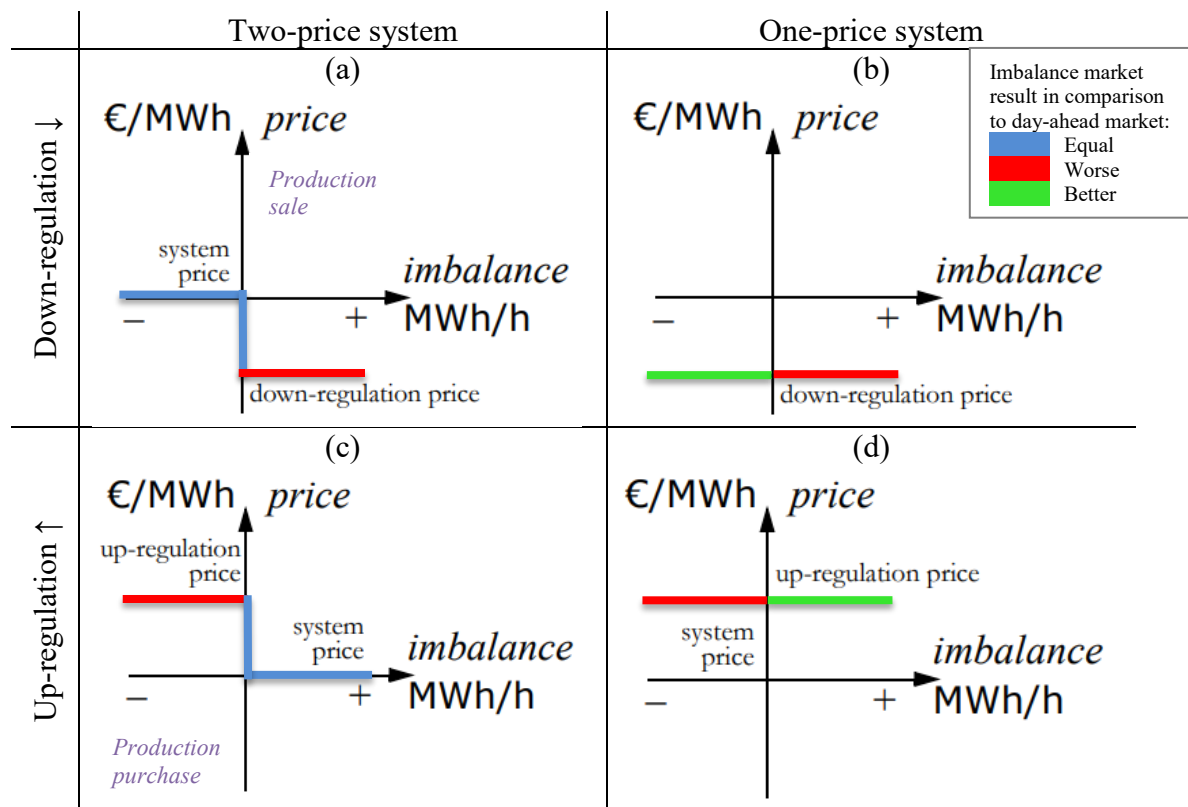 Two-price system
One-price system
Down-regulation ↓
(a)
€/MWh price
Production
sale
system
price
imbalance
– +
MWh/h
down-regulation price
(b)
€/MWh price
imbalance
– +
MWh/h
down-regulation price
Imbalance market
result in comparison
to day-ahead market:
Equal
Worse
Better
Up-regulation ↑
(c)
€/MWh price
up-regulation
price
system
price
imbalance
– +
MWh/h
Production
purchase
(d)
€/MWh price
up-regulation price
system
price
imbalance
– +
MWh/h